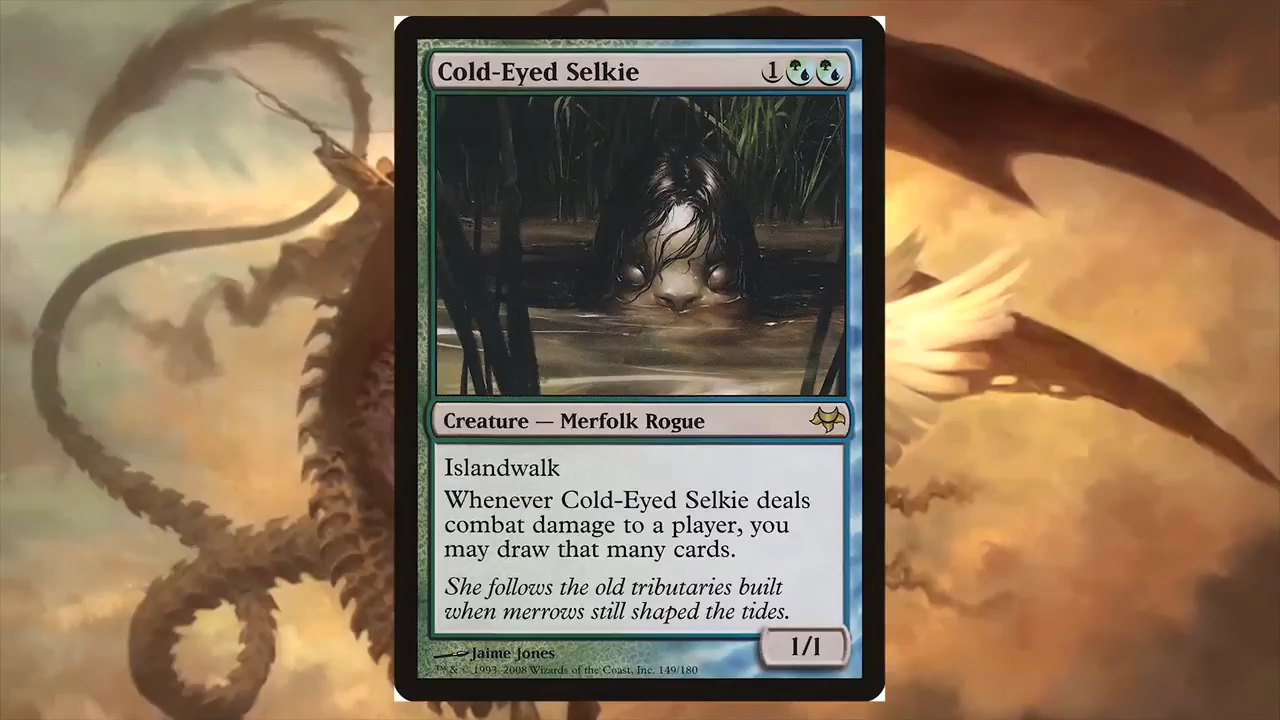 Cold-Eyed Selkie 1
Creature — Merfolk Rogue
Islandwalk
Whenever Cold-Eyed Selkie deals
combat damage to a player, you
may draw that many cards.
She follows the old tributaries built
when merrows still shaped the tides.
1/1
Jaime Jones
™ & © 1993–2008 Wizards of the Coast, Inc. 149/180